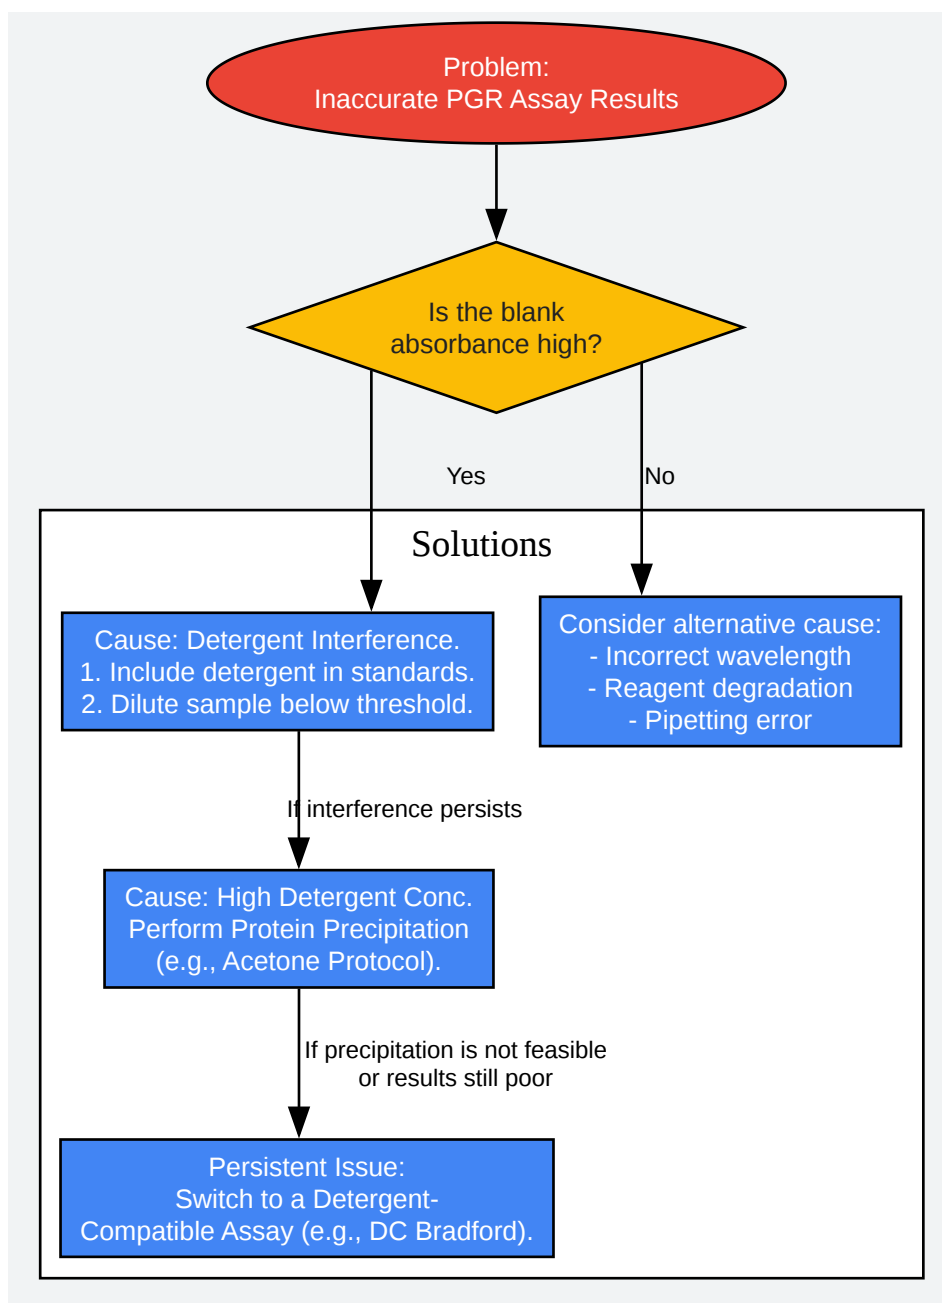 Problem:
Inaccurate PGR Assay Results
Is the blank
absorbance high?
Yes
No
Solutions
Cause: Detergent Interference.
1. Include detergent in standards.
2. Dilute sample below threshold.
Consider alternative cause:
- Incorrect wavelength
- Reagent degradation
- Pipetting error
If interference persists
Cause: High Detergent Conc.
Perform Protein Precipitation
(e.g., Acetone Protocol).
If precipitation is not feasible
or results still poor
Persistent Issue:
Switch to a Detergent-
Compatible Assay (e.g., DC Bradford).